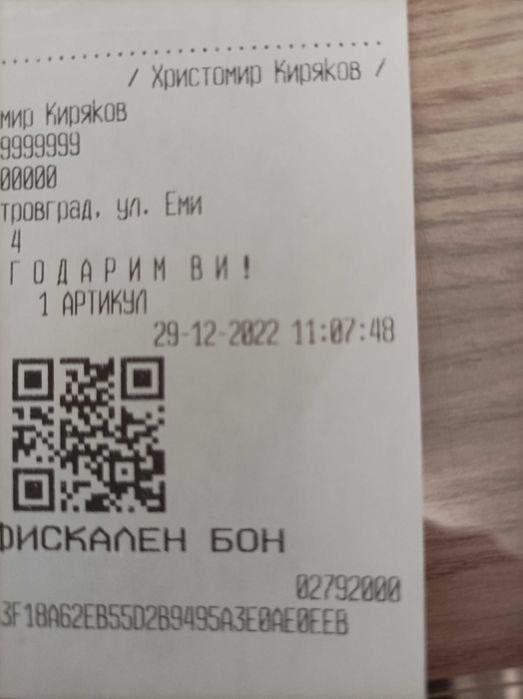 / Христомир Киряков /
мир Киряков
9999999
00000
тровград, ул. Еми
4
ГОДАРИМ ВИ!
1 АРТИКУЛ
29-12-2022 11:07:48
ФИСКАЛЕН БОН
02792000
3F18A62EB55D2B9495A3E0AE0EEB